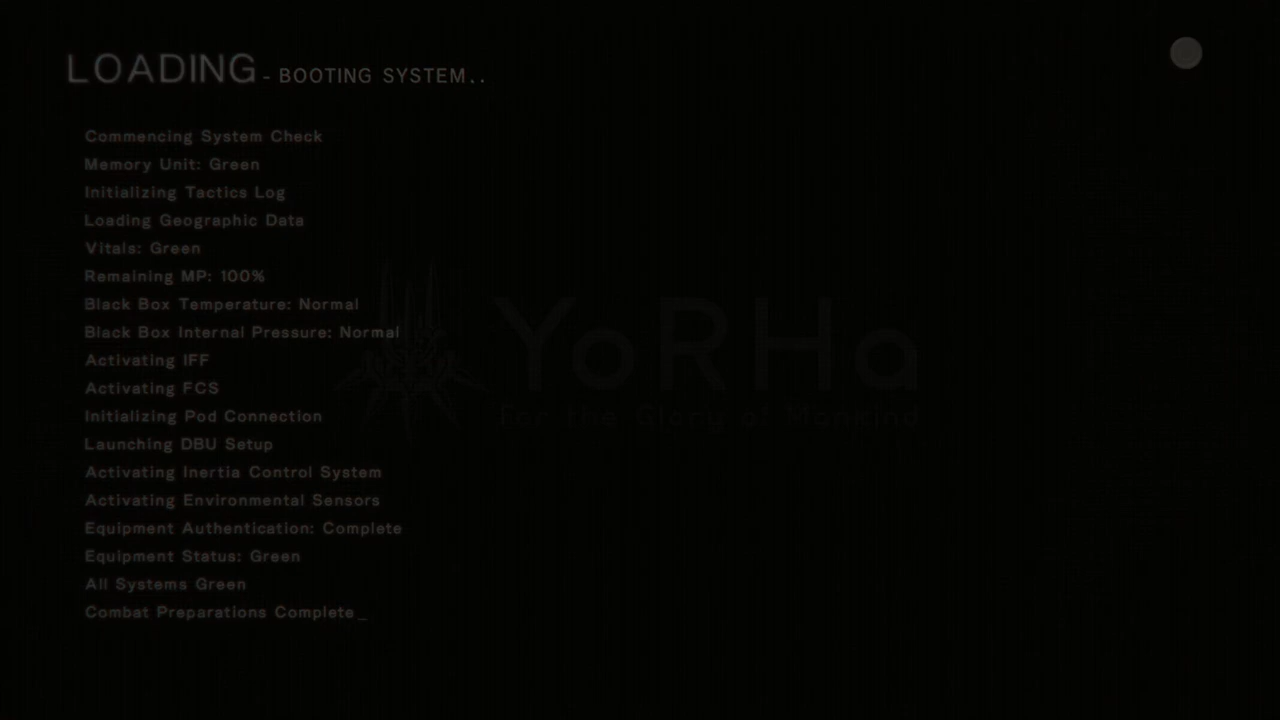 LOADING - BOOTING SYSTEM..
Commencing System Check
Memory Unit: Green
Initializing Tactics Log
Loading Geographic Data
Vitals: Green
Remaining MP: 100%
Black Box Temperature: Normal
Black Box Internal Pressure: Normal
Activating IFF
Activating FCS
Initializing Pod Connection
Launching DBU Setup
Activating Inertia Control System
Activating Environmental Sensors
Equipment Authentication: Complete
Equipment Status: Green
All Systems Green
Combat Preparations Complete_
YoRHa
For the Glory of Mankind